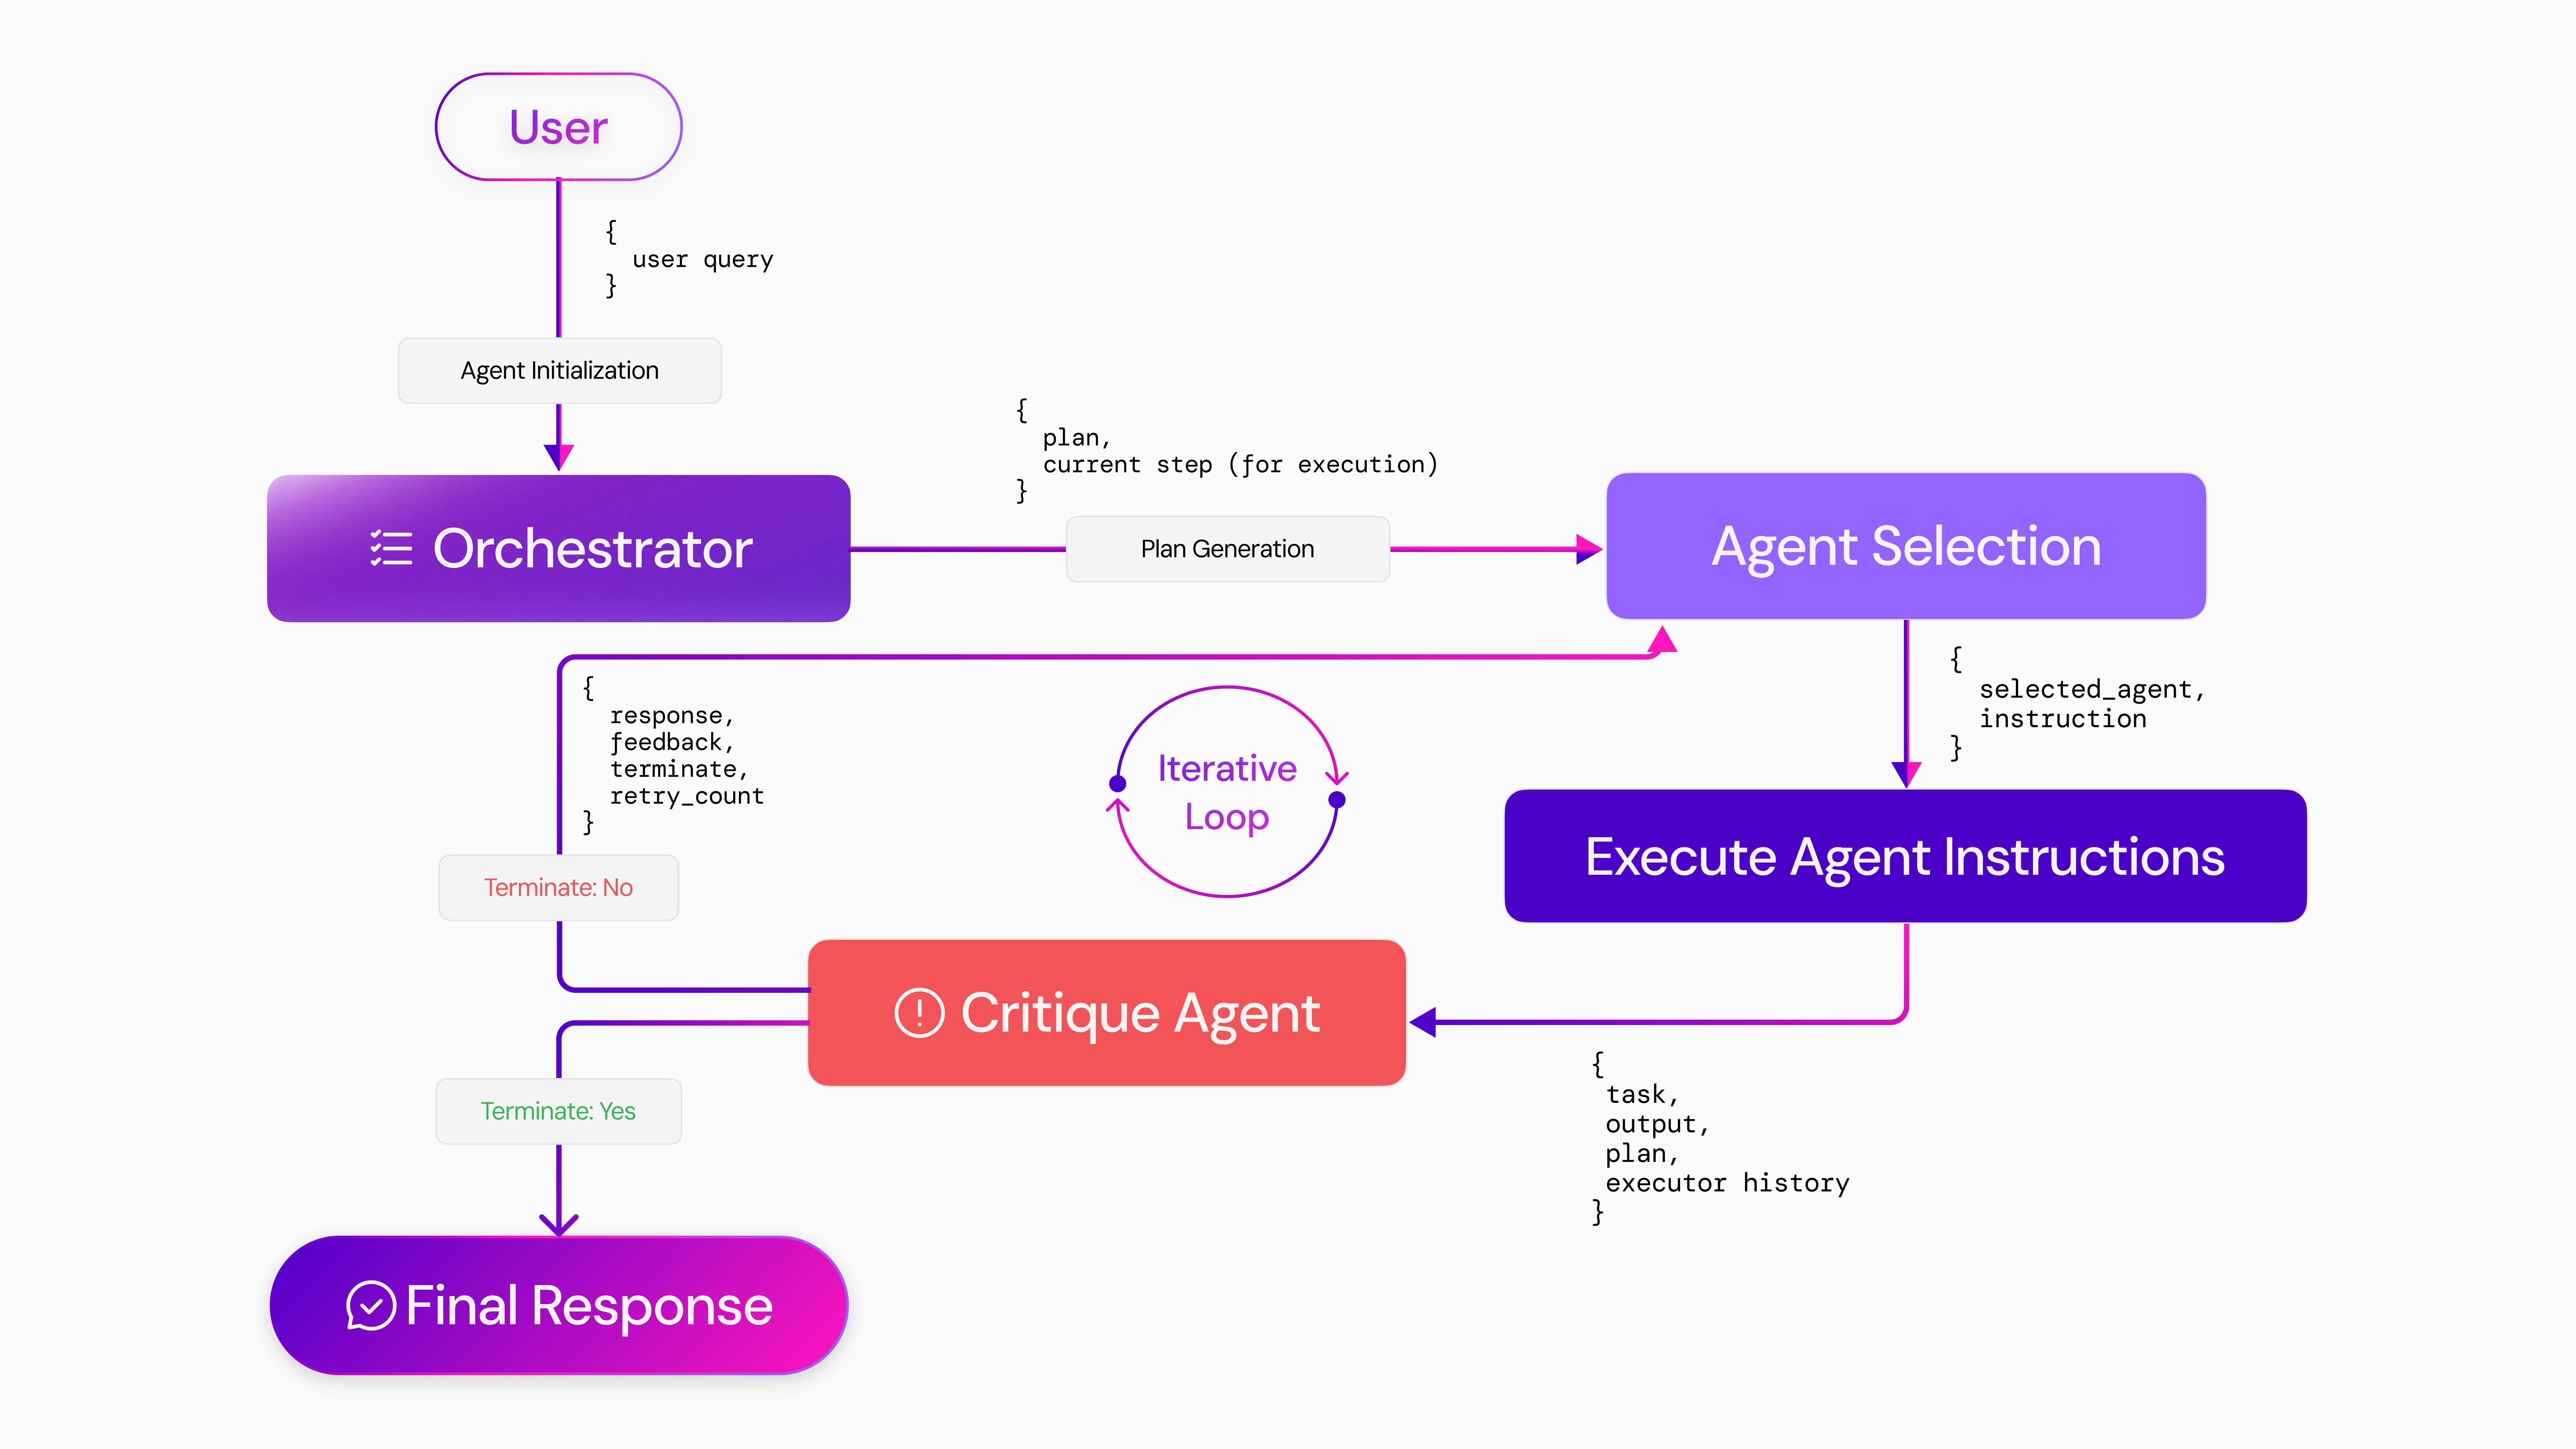 User
{
user query
}
Agent Initialization
{
plan,
current step (for execution)
}
Orchestrator
Plan Generation
Agent Selection
{
selected_agent,
instruction
}
{
response,
feedback,
terminate,
retry_count
}
Iterative
Loop
Execute Agent Instructions
Terminate: No
Critique Agent
{
task,
output,
plan,
executor history
}
Terminate: Yes
Final Response